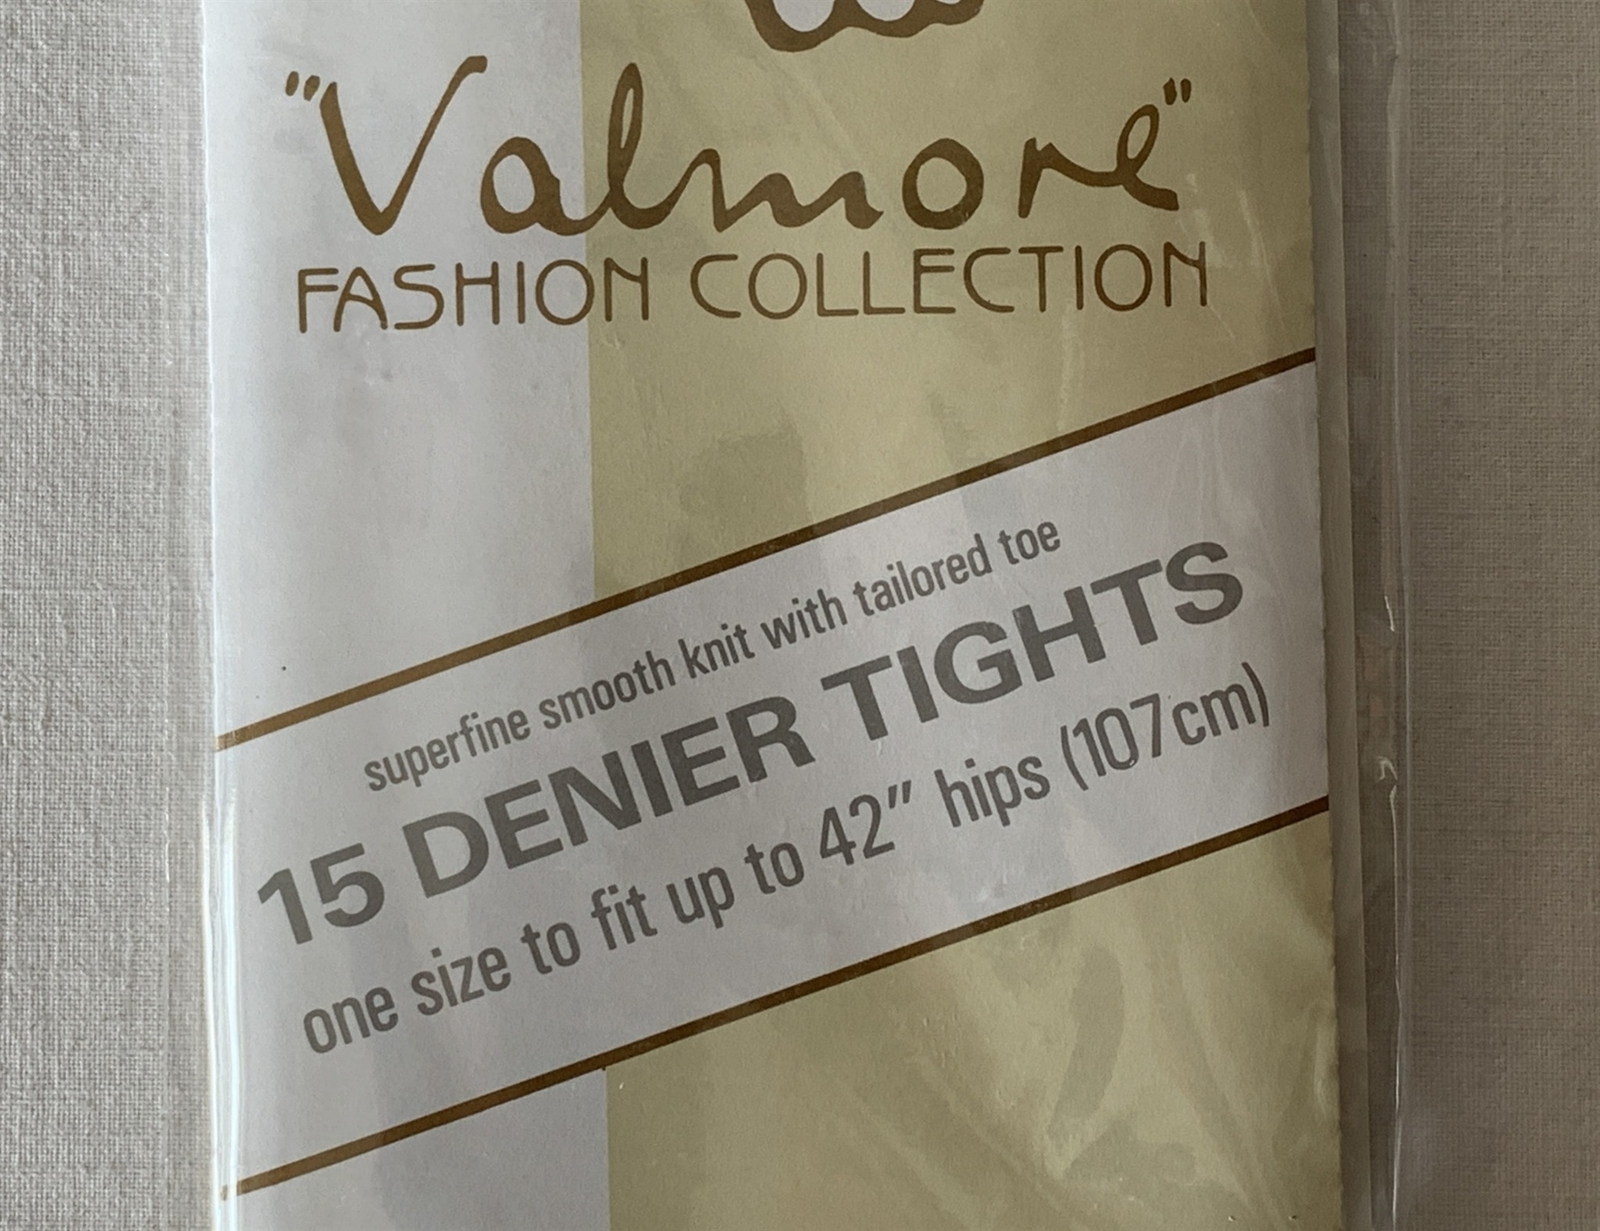 "Valmore"
FASHION COLLECTION
superfine smooth knit with tailored toe
15 DENIER TIGHTS
one size to fit up to 42" hips (107cm)